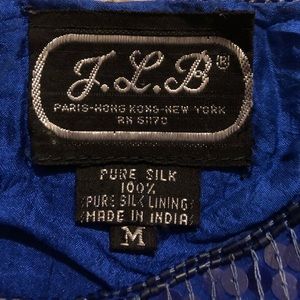 J.L.B®
PARIS-HONG KONG-NEW YORK
RN 51170
PURE SILK
100%
PURE SILK LINING
MADE IN INDIA
M